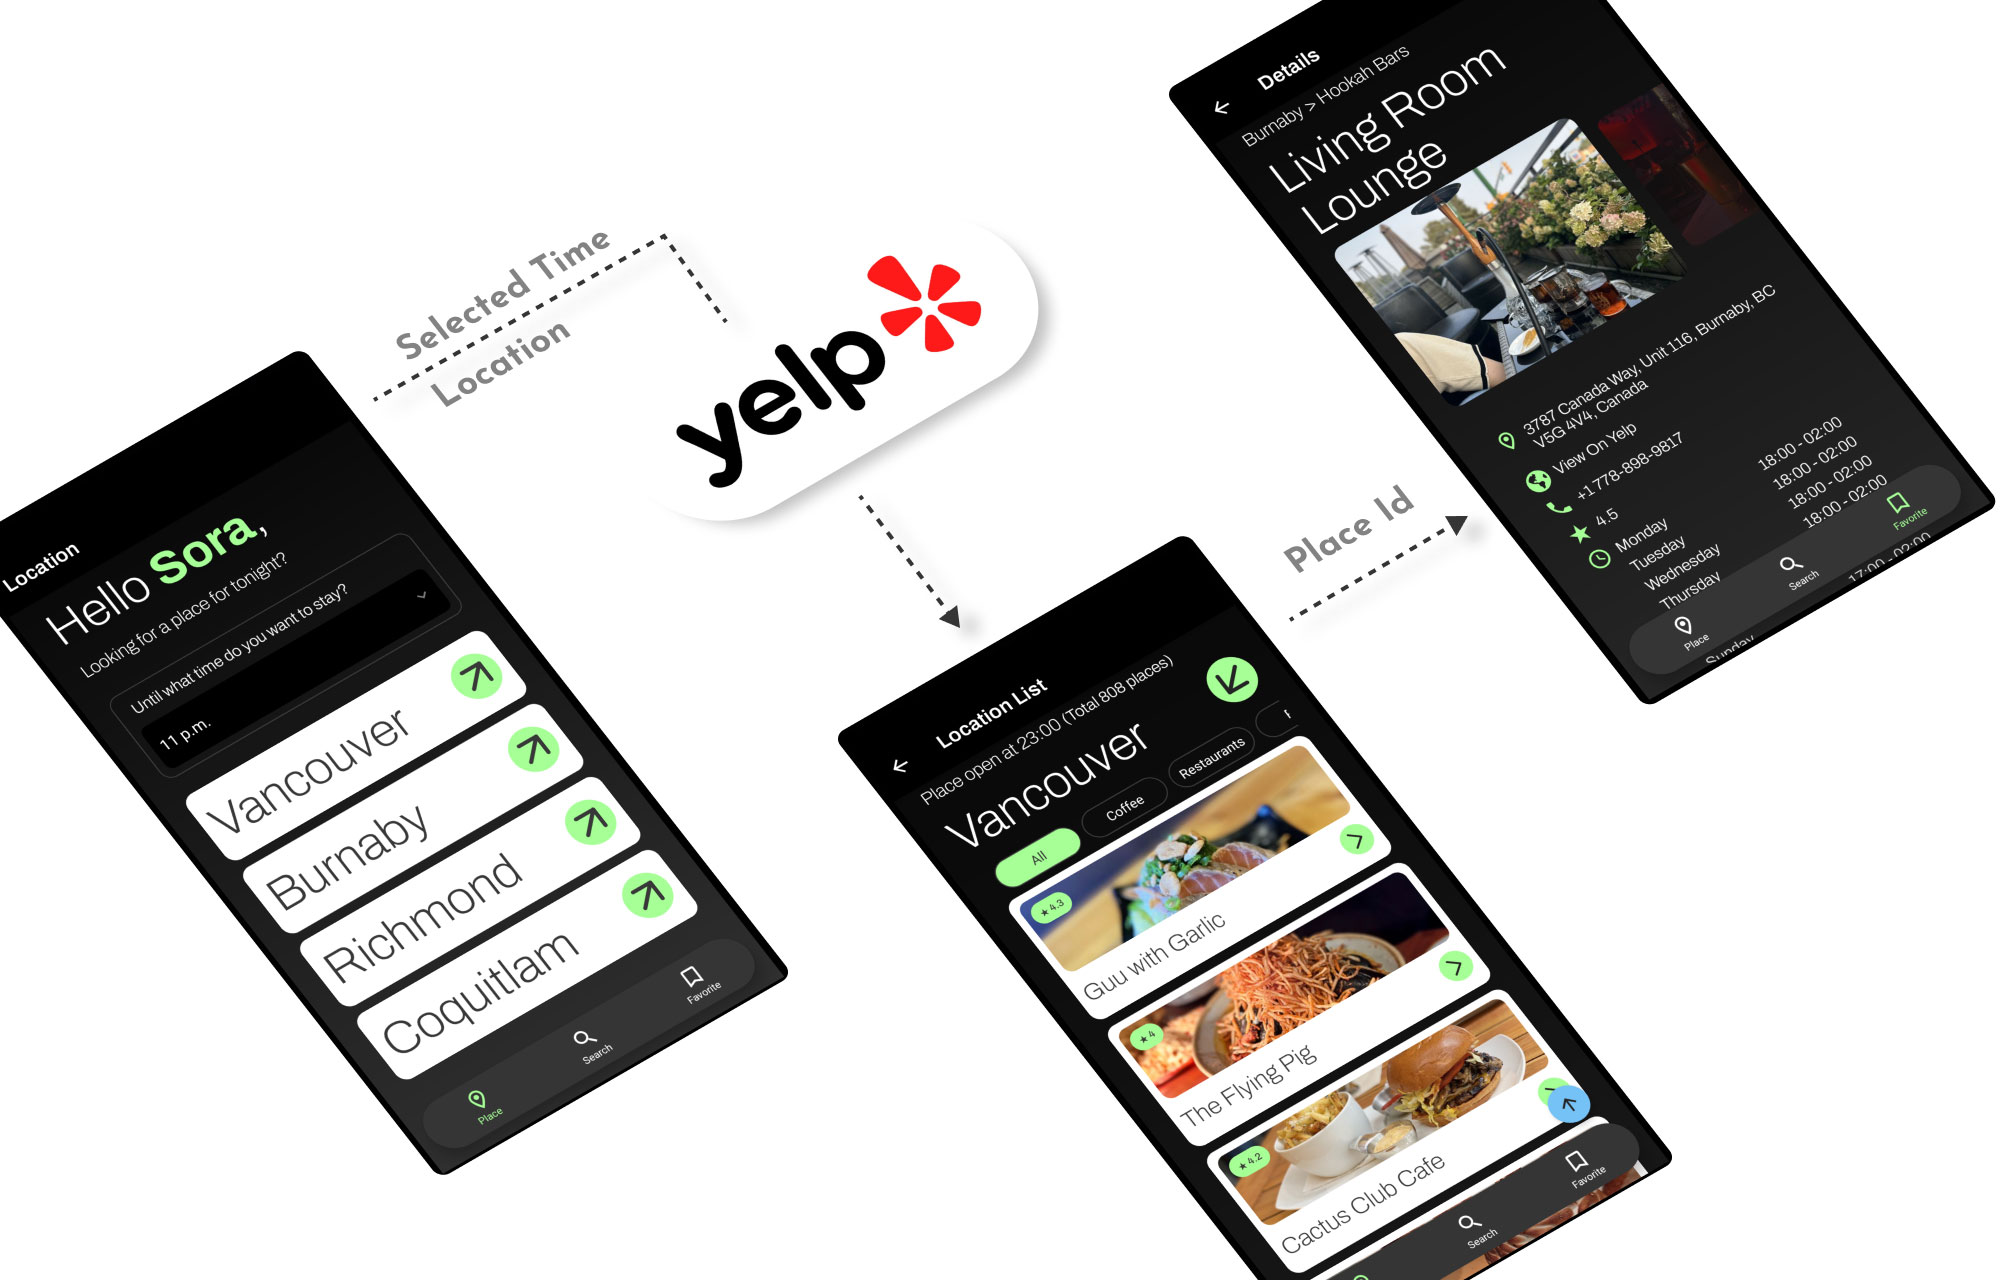 Location
Hello Sora,
Looking for a place for tonight?
Until what time do you want to stay?
11 p.m.
Vancouver
Burnaby
Richmond
Coquitlam
Place
Search
Favorite
Selected Time
Location
yelp
Location List
Place open at 23:00 (Total 808 places)
Vancouver
All
Coffee
Restaurants
★ 4.3
Guu with Garlic
★ 4
The Flying Pig
★ 4.2
Cactus Club Cafe
Search
Favorite
Place Id
Details
Burnaby > Hookah Bars
Living Room
Lounge
3787 Canada Way, Unit 116, Burnaby, BC
V5G 4V4, Canada
View On Yelp
+1 778-898-9817
4.5
Monday 18:00 - 02:00
Tuesday 18:00 - 02:00
Wednesday 18:00 - 02:00
Thursday 18:00 - 02:00
17:00 - 02:00
Sunday
Place
Search
Favorite